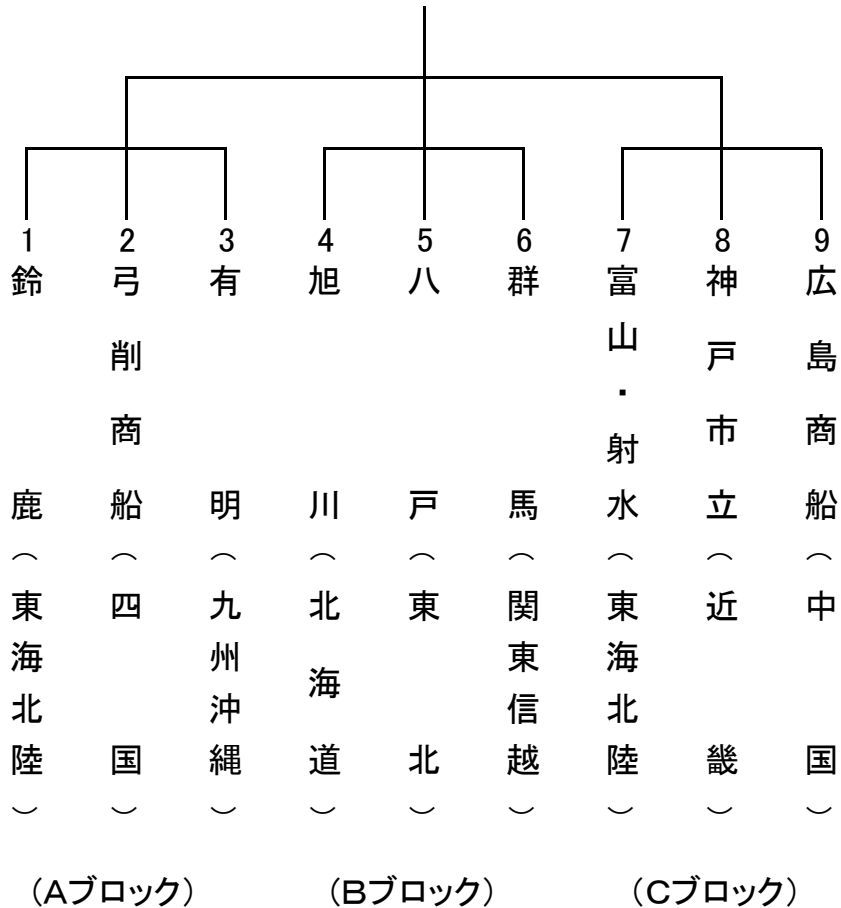 1
鈴鹿(東海北陸)
2
弓削商船(四国)
3
有明(九州沖縄)
4
旭川(北海道)
5
八戸(東北)
6
群馬(関東信越)
7
富山・射水(東海北陸)
8
神戸市立(近畿)
9
広島商船(中国)
(Aブロック)
(Bブロック)
(Cブロック)